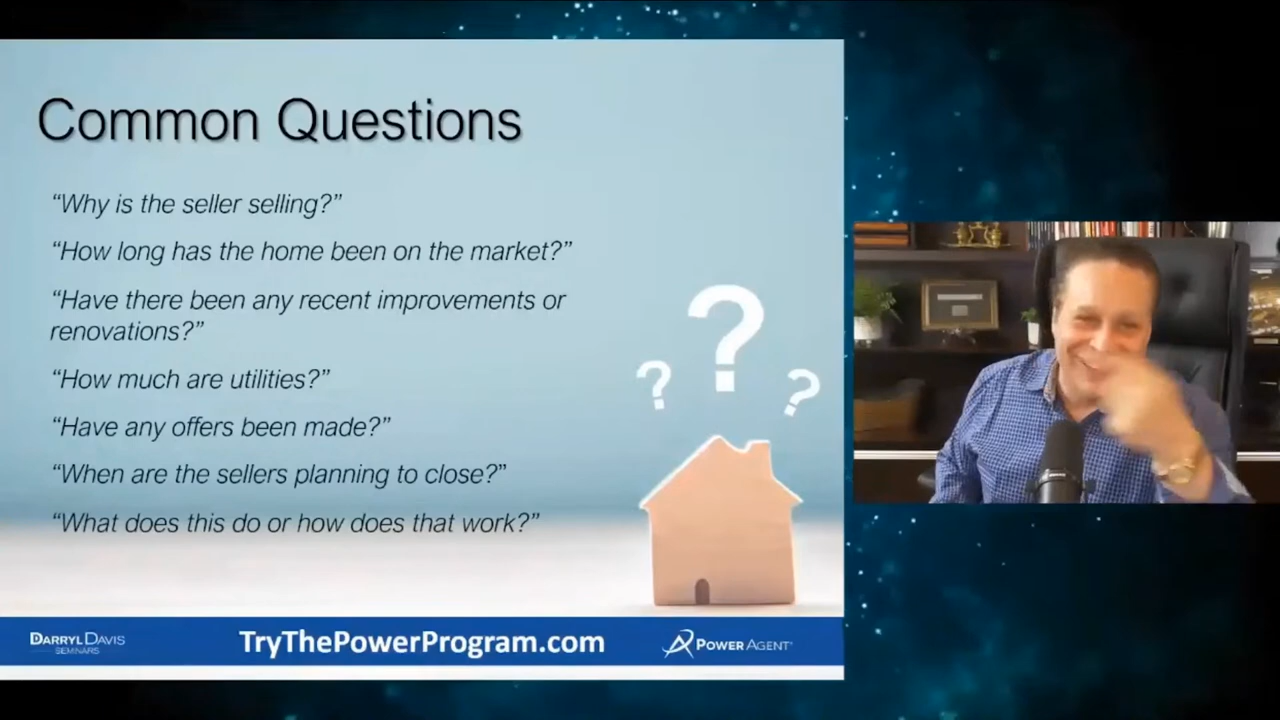 Common Questions
“Why is the seller selling?”
“How long has the home been on the market?”
“Have there been any recent improvements or
renovations?”
“How much are utilities?”
“Have any offers been made?”
“When are the sellers planning to close?”
“What does this do or how does that work?”
DARRYL DAVIS
SEMINARS
TryThePowerProgram.com
POWER AGENT